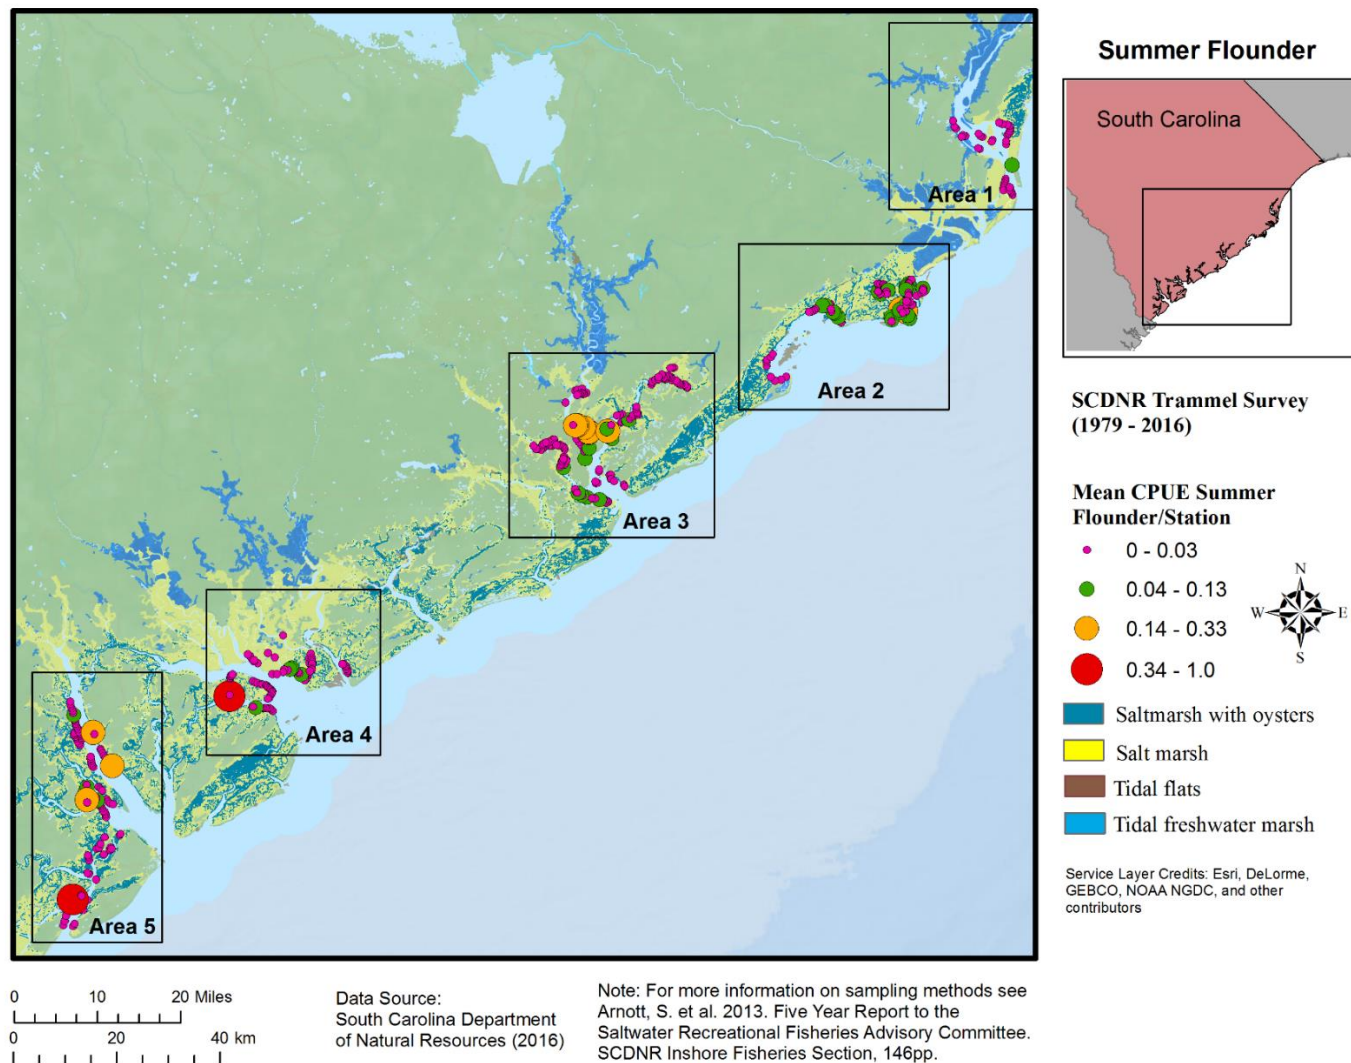 Summer Flounder
South Carolina
Area 1
Area 2
Area 3
Area 4
Area 5
SCDNR Trammel Survey
(1979 - 2016)
Mean CPUE Summer
Flounder/Station
0 - 0.03
0.04 - 0.13
0.14 - 0.33
0.34 - 1.0
N
W
E
S
Saltmarsh with oysters
Salt marsh
Tidal flats
Tidal freshwater marsh
Service Layer Credits: Esri, DeLorme,
GEBCO, NOAA NGDC, and other
contributors
0 10 20 Miles
0 20 40 km
Data Source:
South Carolina Department
of Natural Resources (2016)
Note: For more information on sampling methods see
Arnott, S. et al. 2013. Five Year Report to the
Saltwater Recreational Fisheries Advisory Committee.
SCDNR Inshore Fisheries Section, 146pp.